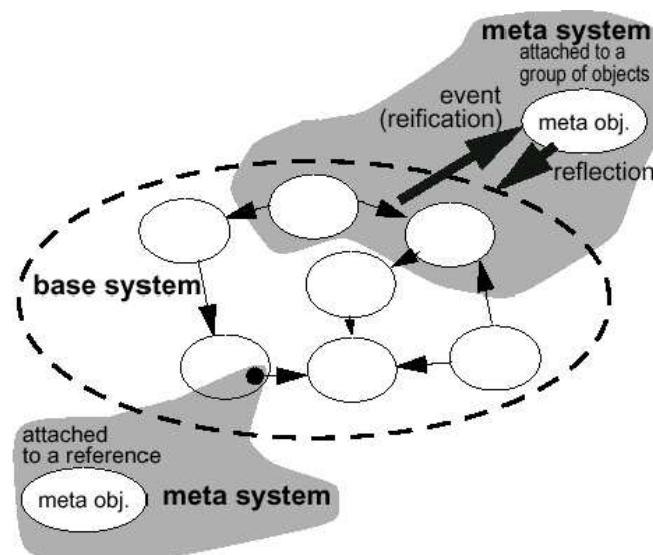 meta system
attached to a
group of objects
event
(reification)
meta obj.
reflection
base system
attached
to a reference
meta obj.
meta system